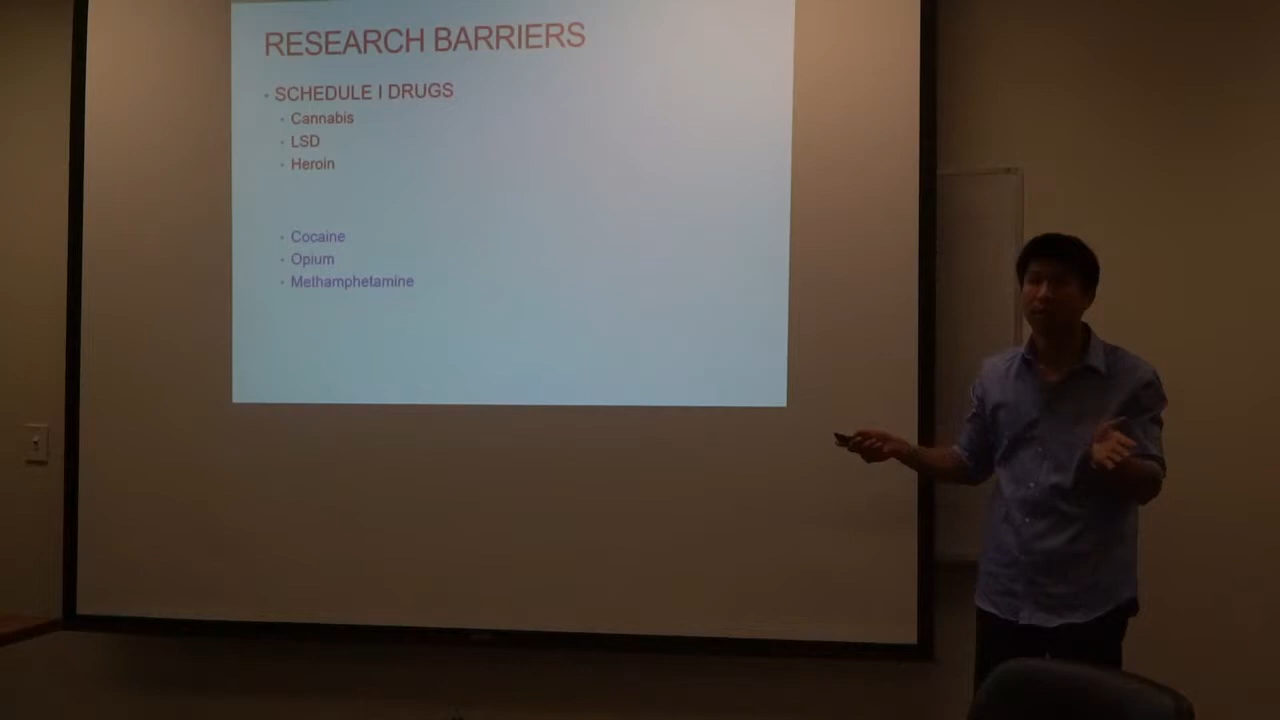 RESEARCH BARRIERS
SCHEDULE I DRUGS
Cannabis
LSD
Heroin
Cocaine
Opium
Methamphetamine